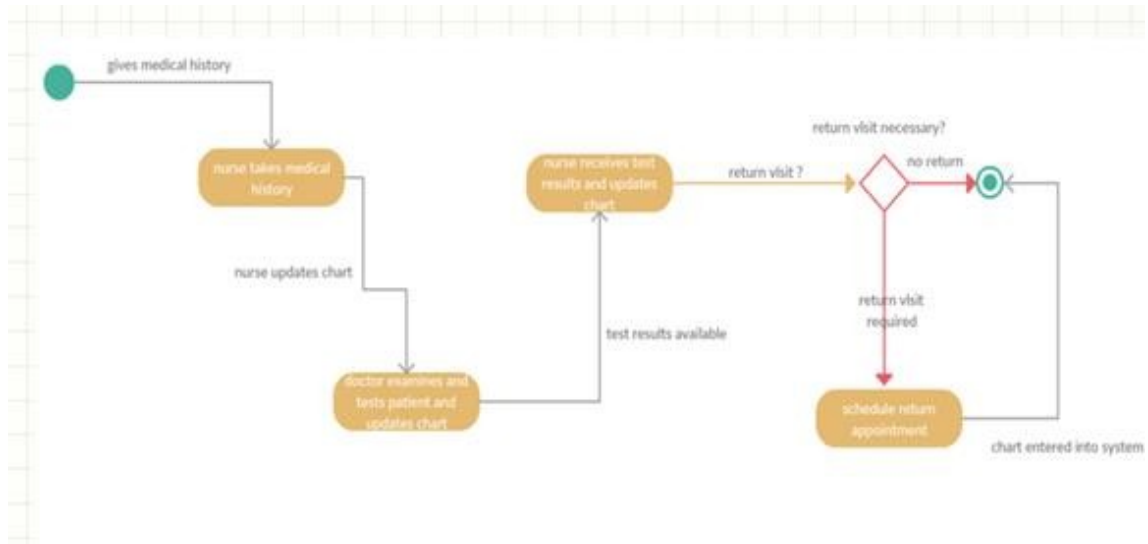 gives medical history
nurse takes medical
history
nurse updates chart
doctor examines and
tests patient and
updates chart
test results available
nurse receives test
results and updates
chart
return visit ?
return visit necessary?
no return
return visit
required
schedule return
appointment
chart entered into system